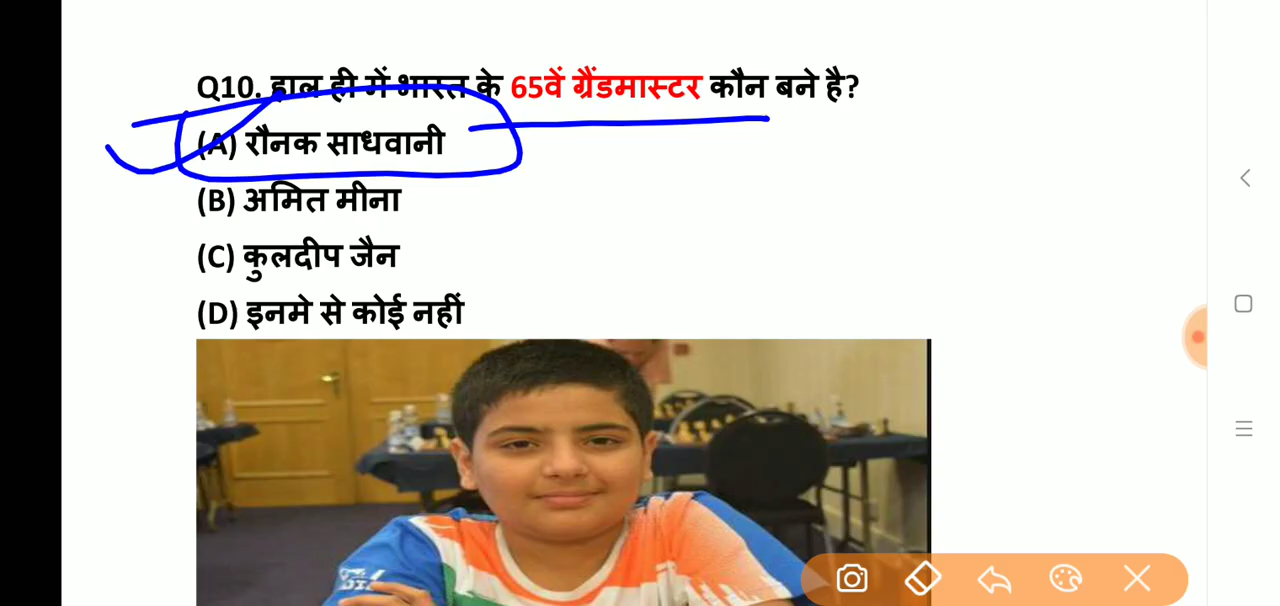 Q10. हाल ही में भारत के 65वें ग्रैंडमास्टर कौन बने है?
(A) रौनक साधवानी
(B) अमित मीना
(C) कुलदीप जैन
(D) इनमे से कोई नहीं